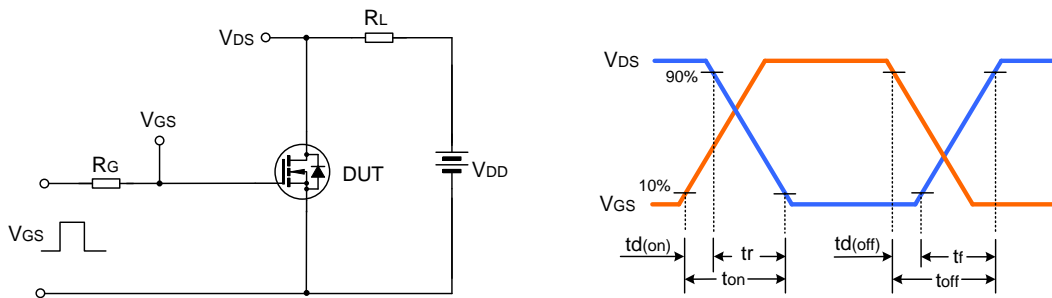 VDS
RL
VGS
RG
DUT
VDD
VGS
VDS
90%
10%
VGS
td(on)
tr
td(off)
tf
ton
toff